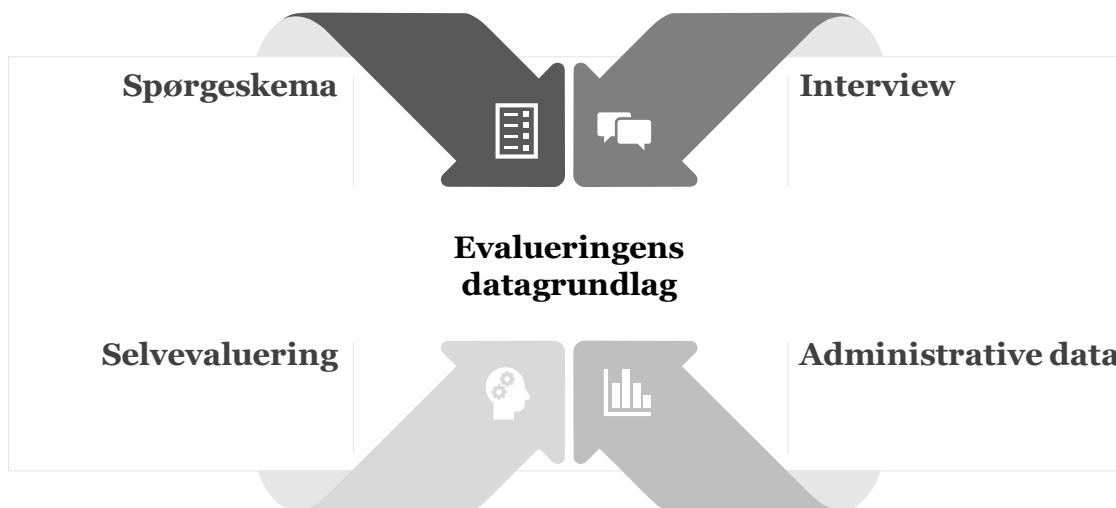 Spørgeskema
Interview
Evalueringens
datagrundlag
Selvevaluering
Administrative data